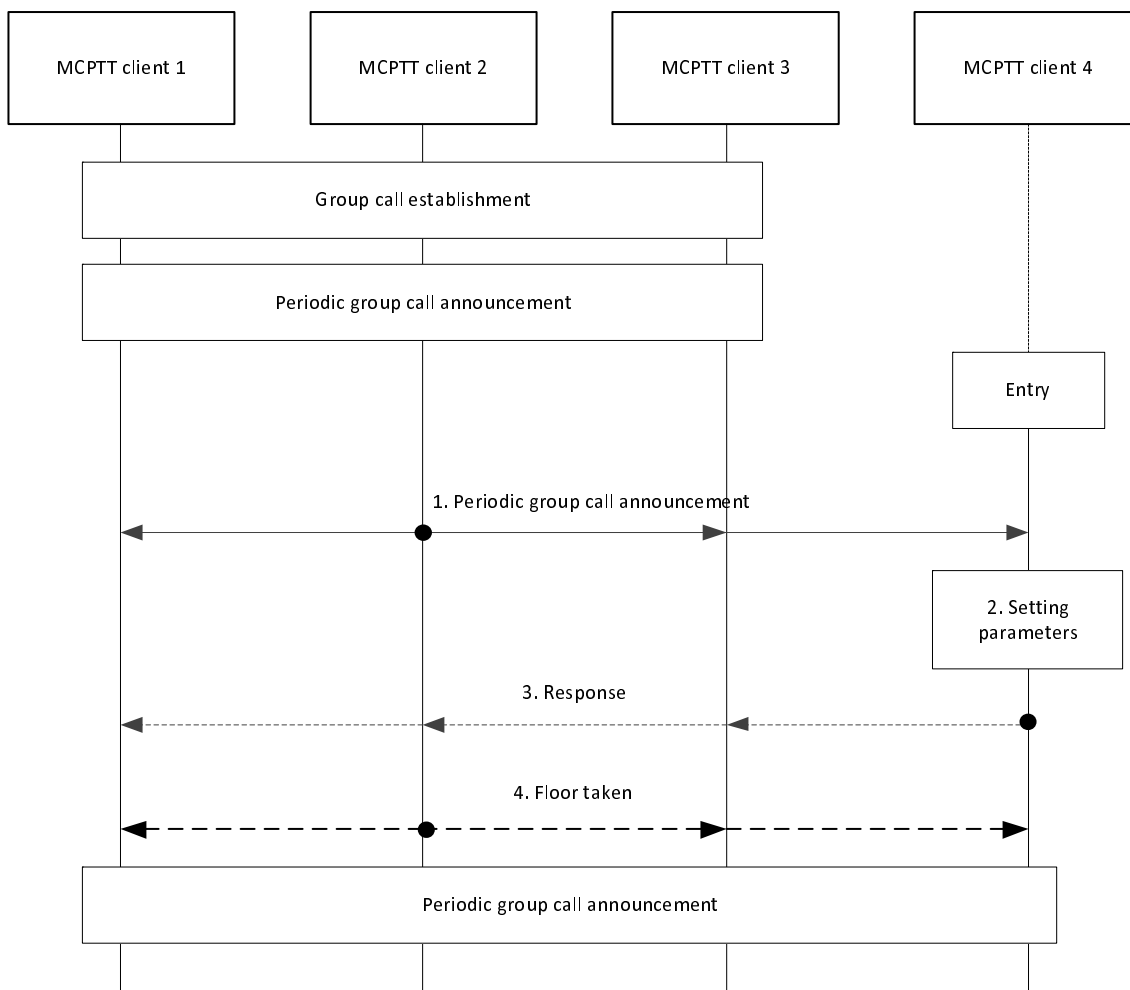 MCPTT client 1
MCPTT client 2
MCPTT client 3
MCPTT client 4
Group call establishment
Periodic group call announcement
Entry
1. Periodic group call announcement
2. Setting
parameters
3. Response
4. Floor taken
Periodic group call announcement